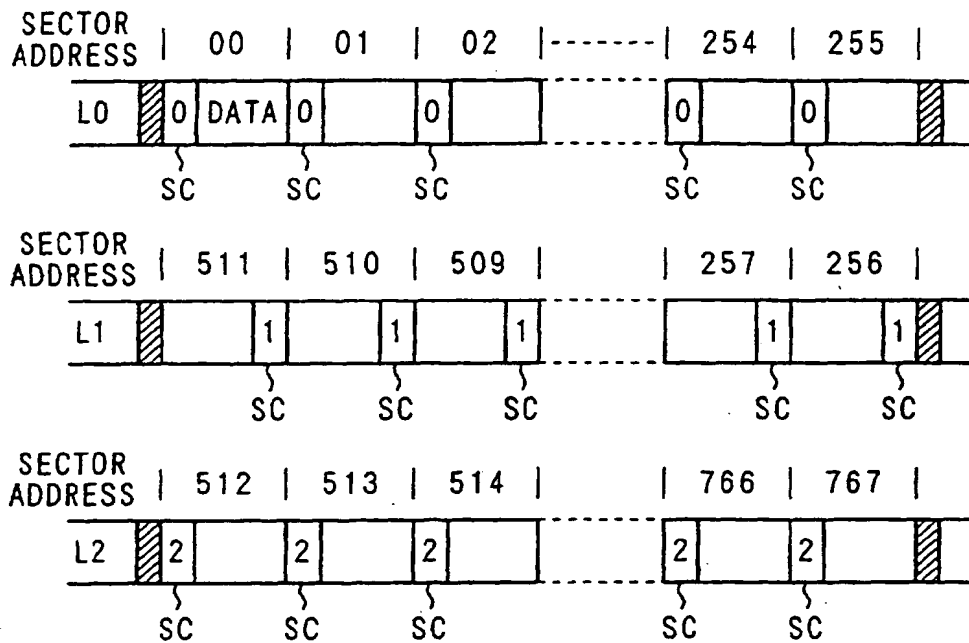 SECTOR
ADDRESS | 00 | 01 | 02 |------ | 254 | 255 |
L0 0 DATA 0 0 0 0
SC SC SC SC SC
SECTOR
ADDRESS | 511 | 510 | 509 | | 257 | 256 |
L1 1 1 1 1 1
SC SC SC SC SC
SECTOR
ADDRESS | 512 | 513 | 514 | | 766 | 767 |
L2 2 2 2 2 2
SC SC SC SC SC